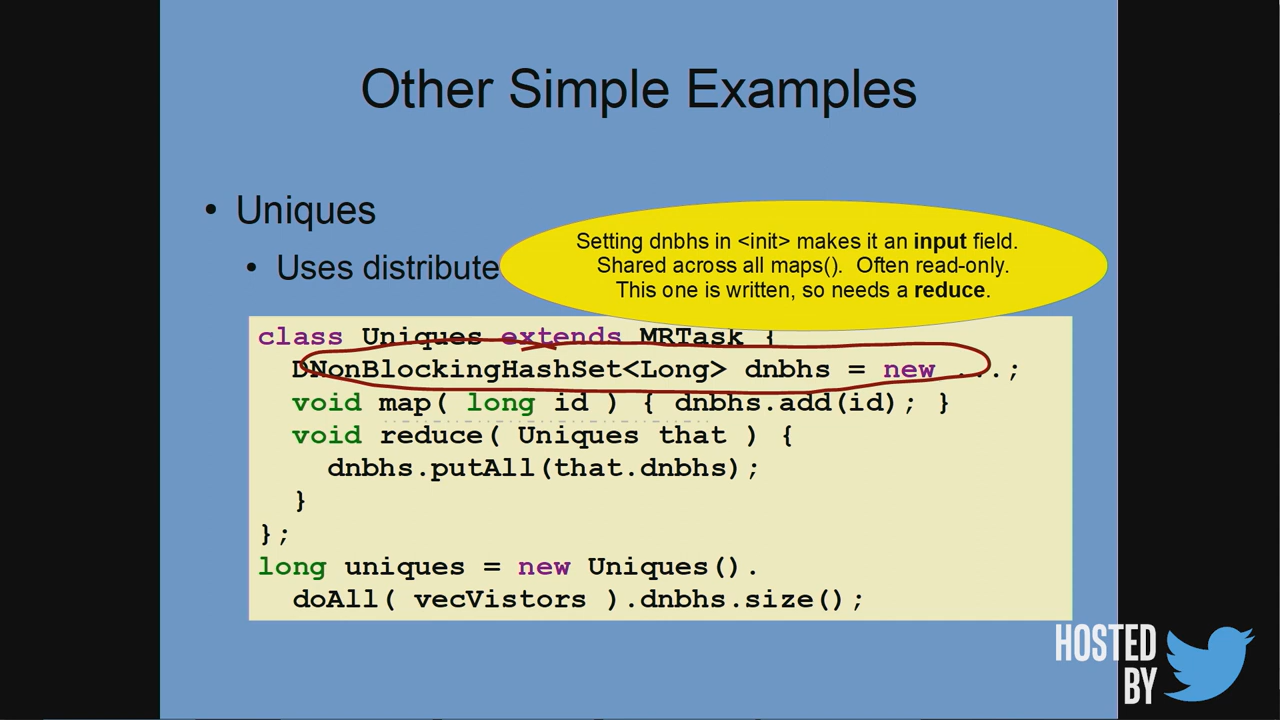 Other Simple Examples
• Uniques
• Uses distribute
Setting dnbhs in <init> makes it an input field.
Shared across all maps(). Often read-only.
This one is written, so needs a reduce.
class Uniques extends MRTask {
DNonBlockingHashSet<Long> dnbhs = new ...;
void map( long id ) { dnbhs.add(id); }
void reduce( Uniques that ) {
dnbhs.putAll(that.dnbhs);
}
};
long uniques = new Uniques().
doAll( vecVistors ).dnbhs.size();
HOSTED
BY